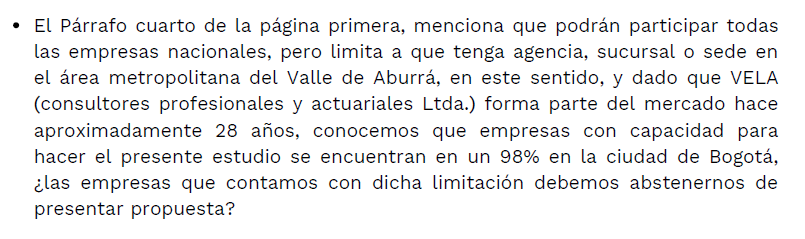 • El Párrafo cuarto de la página primera, menciona que podrán participar todas
las empresas nacionales, pero limita a que tenga agencia, sucursal o sede en
el área metropolitana del Valle de Aburrá, en este sentido, y dado que VELA
(consultores profesionales y actuariales Ltda.) forma parte del mercado hace
aproximadamente 28 años, conocemos que empresas con capacidad para
hacer el presente estudio se encuentran en un 98% en la ciudad de Bogotá,
¿las empresas que contamos con dicha limitación debemos abstenernos de
presentar propuesta?